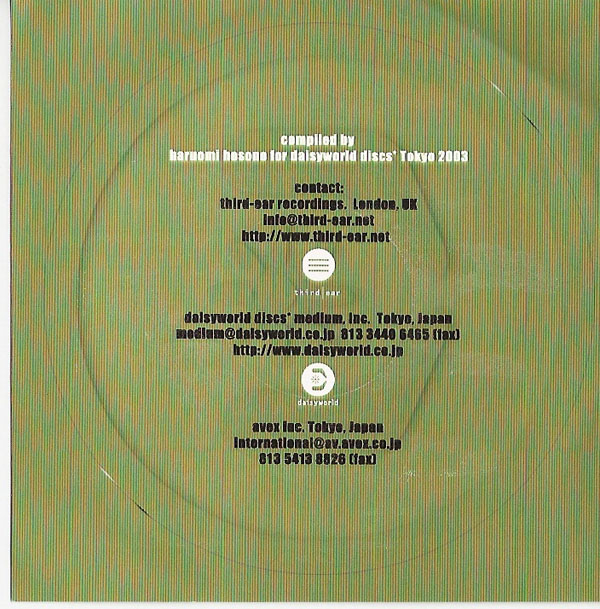 compiled by
haruomi hosono for daisyworld discs* Tokyo 2003
contact:
third-ear recordings. London, UK
info@third-ear.net
http://www.third-ear.net
third ear
daisyworld discs* medium, inc. Tokyo, Japan
medium@daisyworld.co.jp 813 3440 6465 (fax)
http://www.daisyworld.co.jp
daisyworld
avex inc. Tokyo, Japan
international@av.avex.co.jp
813 5413 8826 (fax)